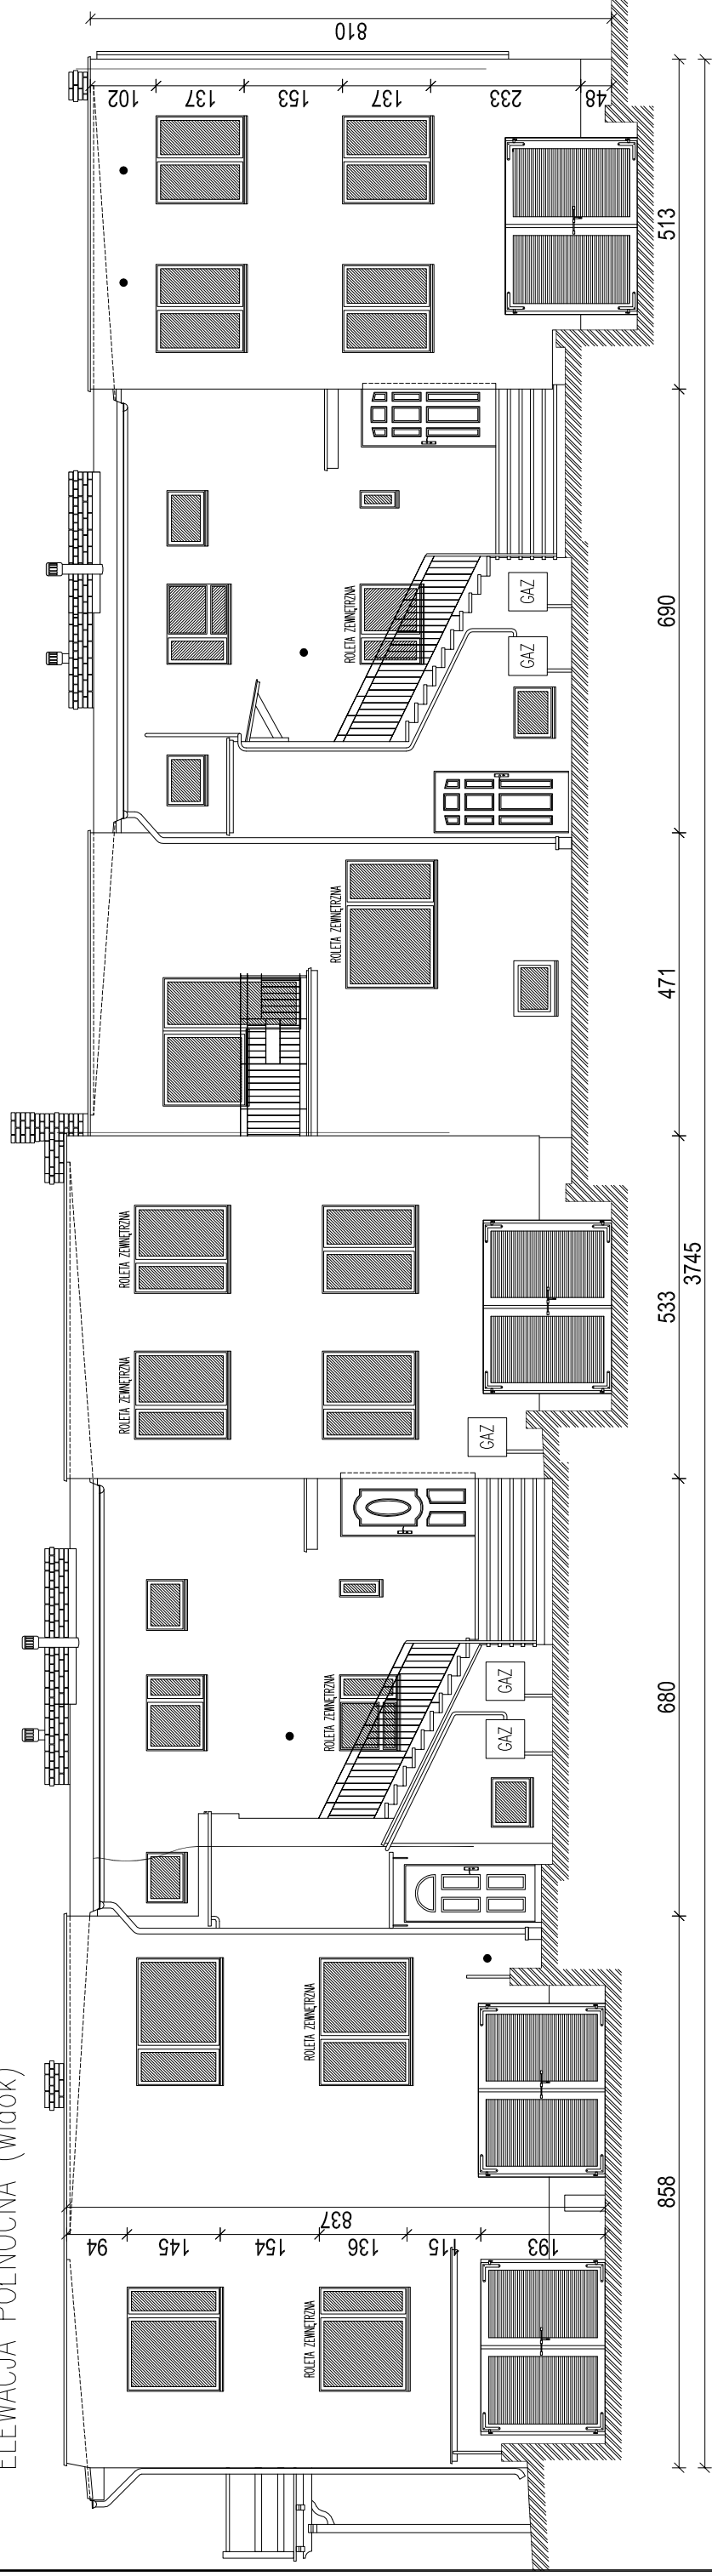 ELEWACJA PÓŁNOCNA (widok)
837
94
145
154
136
115
193
ROLETA ZEWNĘTRZNA
ROLETA ZEWNĘTRZNA
ROLETA ZEWNĘTRZNA
GAZ
GAZ
GAZ
ROLETA ZEWNĘTRZNA
ROLETA ZEWNĘTRZNA
ROLETA ZEWNĘTRZNA
ROLETA ZEWNĘTRZNA
GAZ
GAZ
102
137
153
137
233
48
810
858
680
533
471
690
513
3745